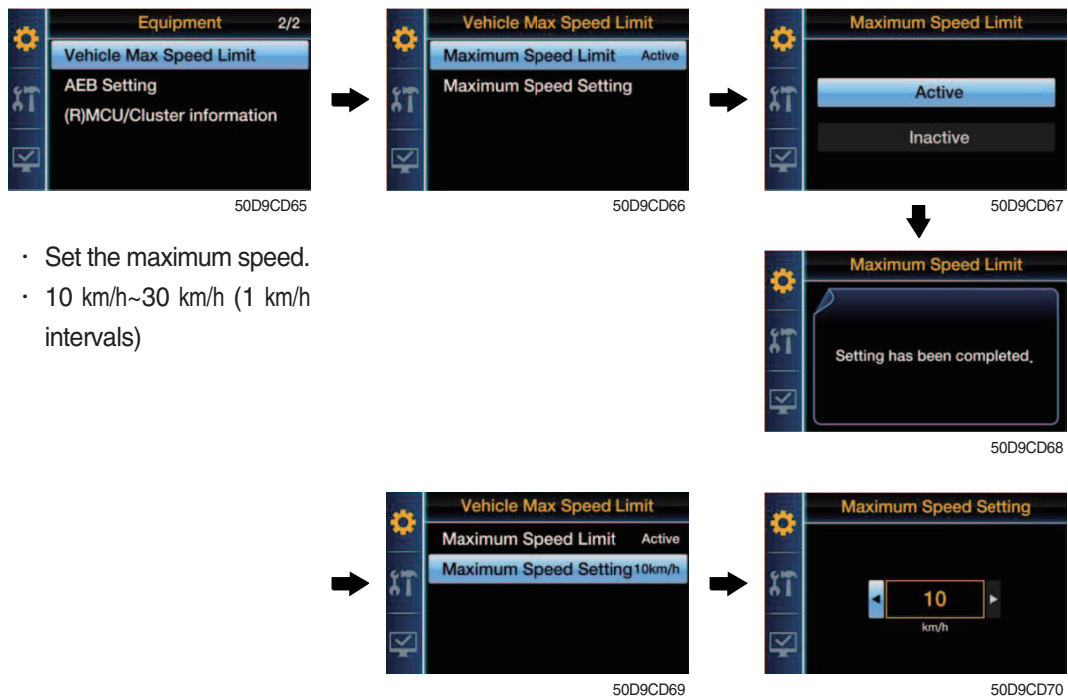 Equipment 2/2
Vehicle Max Speed Limit
AEB Setting
(R)MCU/Cluster information
50D9CD65
Vehicle Max Speed Limit
Maximum Speed Limit Active
Maximum Speed Setting
50D9CD66
Maximum Speed Limit
Active
Inactive
50D9CD67
· Set the maximum speed.
· 10 km/h~30 km/h (1 km/h
intervals)
Maximum Speed Limit
Setting has been completed.
50D9CD68
Vehicle Max Speed Limit
Maximum Speed Limit Active
Maximum Speed Setting 10km/h
50D9CD69
Maximum Speed Setting
10
km/h
50D9CD70